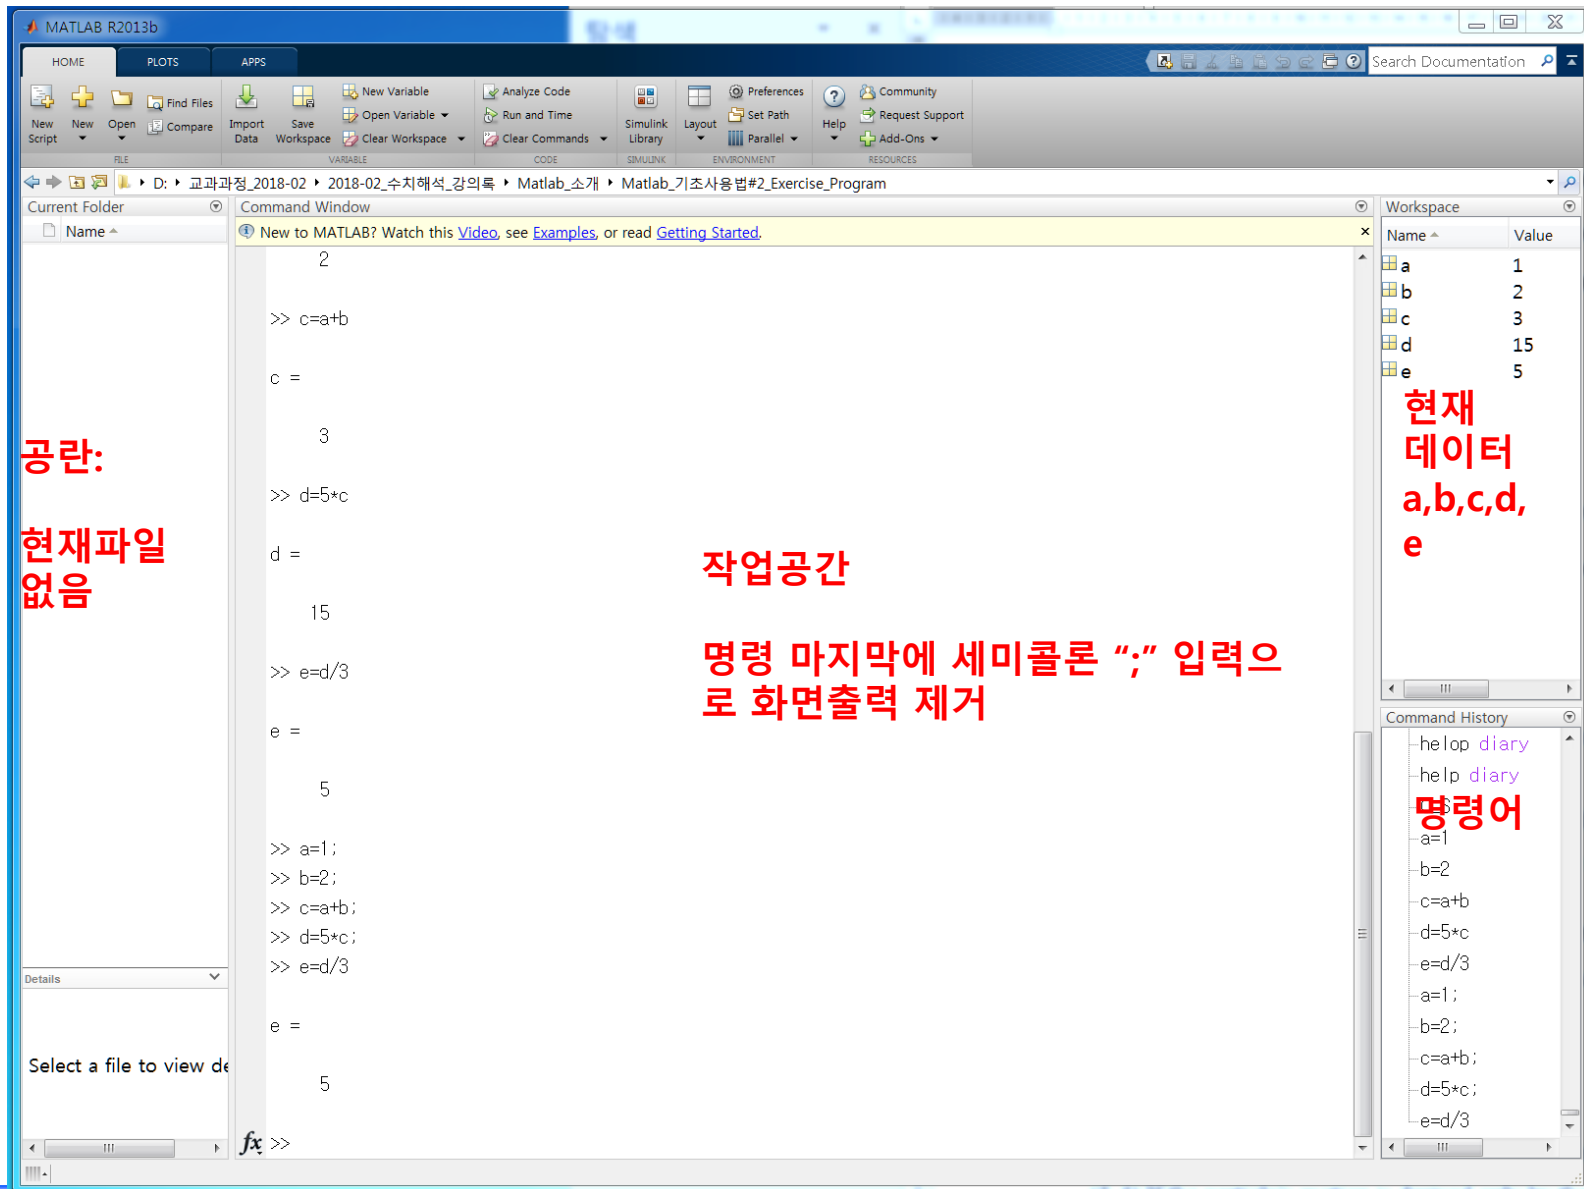 MATLAB R2013b
HOME PLOTS APPS
Search Documentation
New Script
New
Open
Find Files
Compare
Import Data
Save Workspace
New Variable
Open Variable
Clear Workspace
Analyze Code
Run and Time
Clear Commands
Simulink Library
Layout
Preferences
Set Path
Parallel
Help
Community
Request Support
Add-Ons
FILE VARIABLE CODE SIMULINK ENVIRONMENT RESOURCES
D: 교과과정_2018-02 2018-02_수치해석_강의록 Matlab_소개 Matlab_기초사용법#2_Exercise_Program
Current Folder
Name
공란:
현재파일
없음
Details
Select a file to view de
Command Window
New to MATLAB? Watch this Video, see Examples, or read Getting Started.
2
>> c=a+b
c =
3
>> d=5*c
d =
15
>> e=d/3
e =
5
>> a=1;
>> b=2;
>> c=a+b;
>> d=5*c;
>> e=d/3
e =
5
fx >>
작업공간
명령 마지막에 세미콜론 “;” 입력으
로 화면출력 제거
Workspace
Name Value
a 1
b 2
c 3
d 15
e 5
현재
데이터
a,b,c,d,
e
Command History
helop diary
help diary
명령어
a=1
b=2
c=a+b
d=5*c
e=d/3
a=1;
b=2;
c=a+b;
d=5*c;
e=d/3